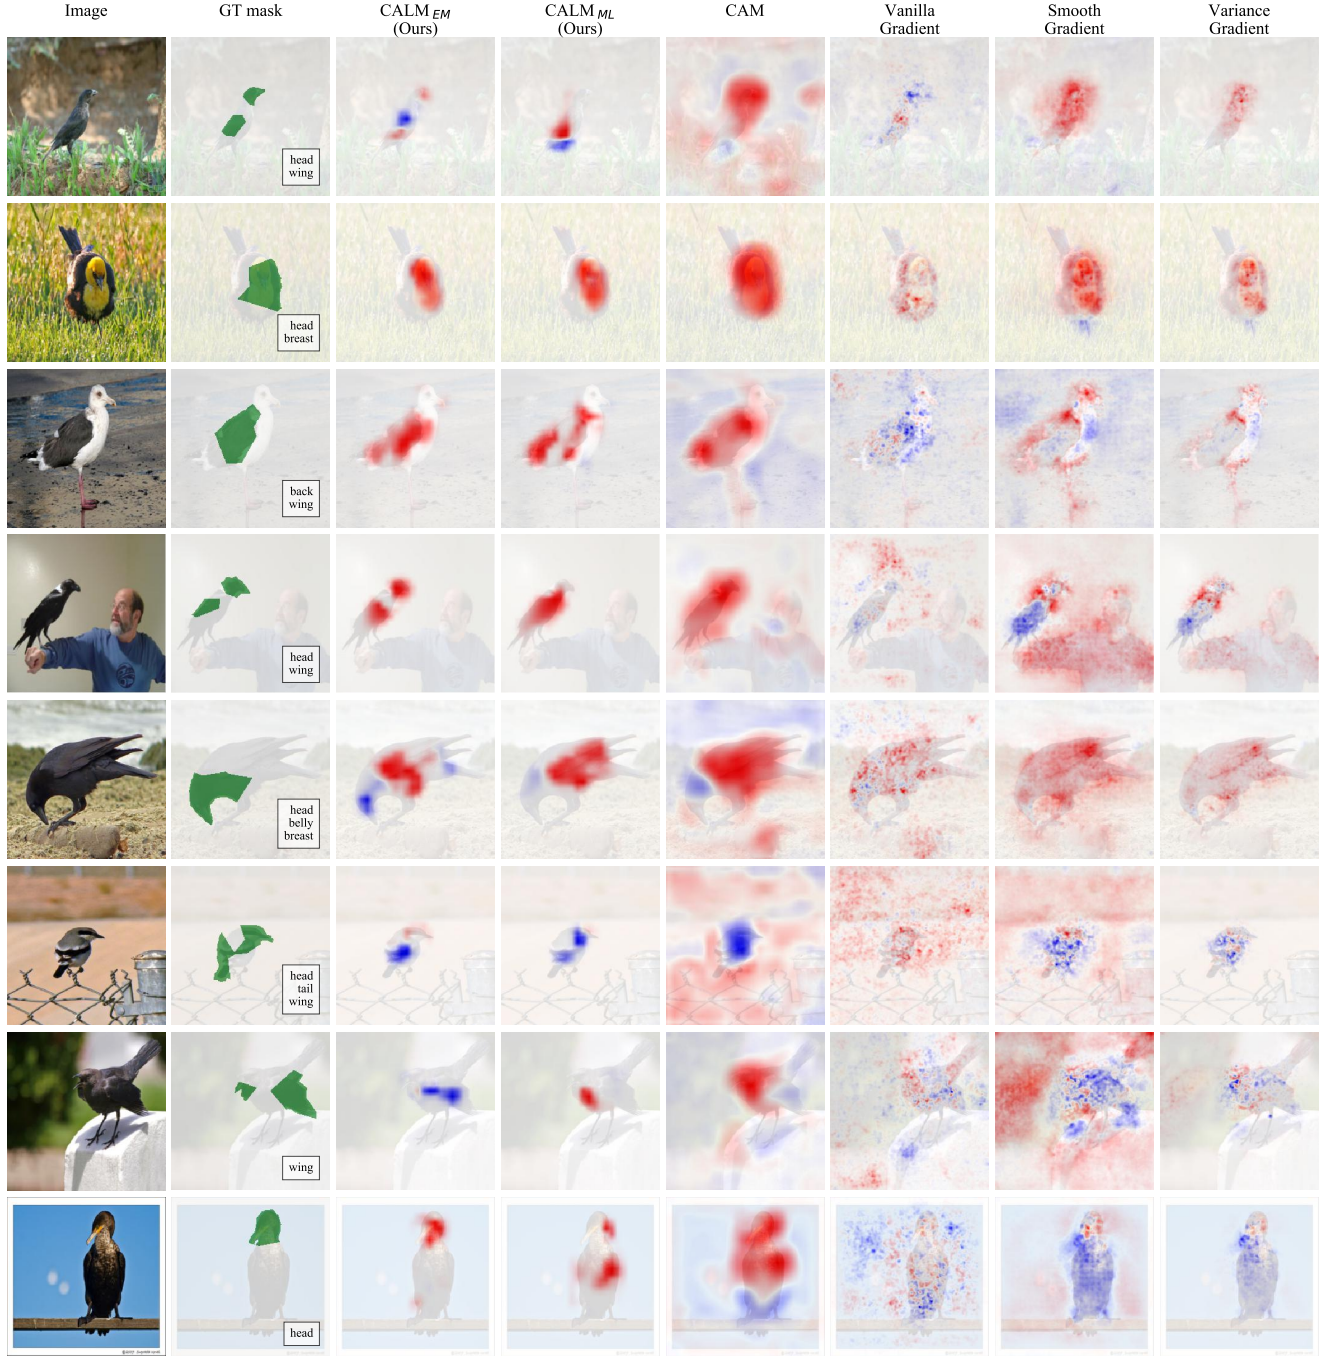 Image
GT mask
CALM EM
(Ours)
CALM ML
(Ours)
CAM
Vanilla
Gradient
Smooth
Gradient
Variance
Gradient
head
wing
head
breast
back
wing
head
wing
head
belly
breast
head
tail
wing
wing
head